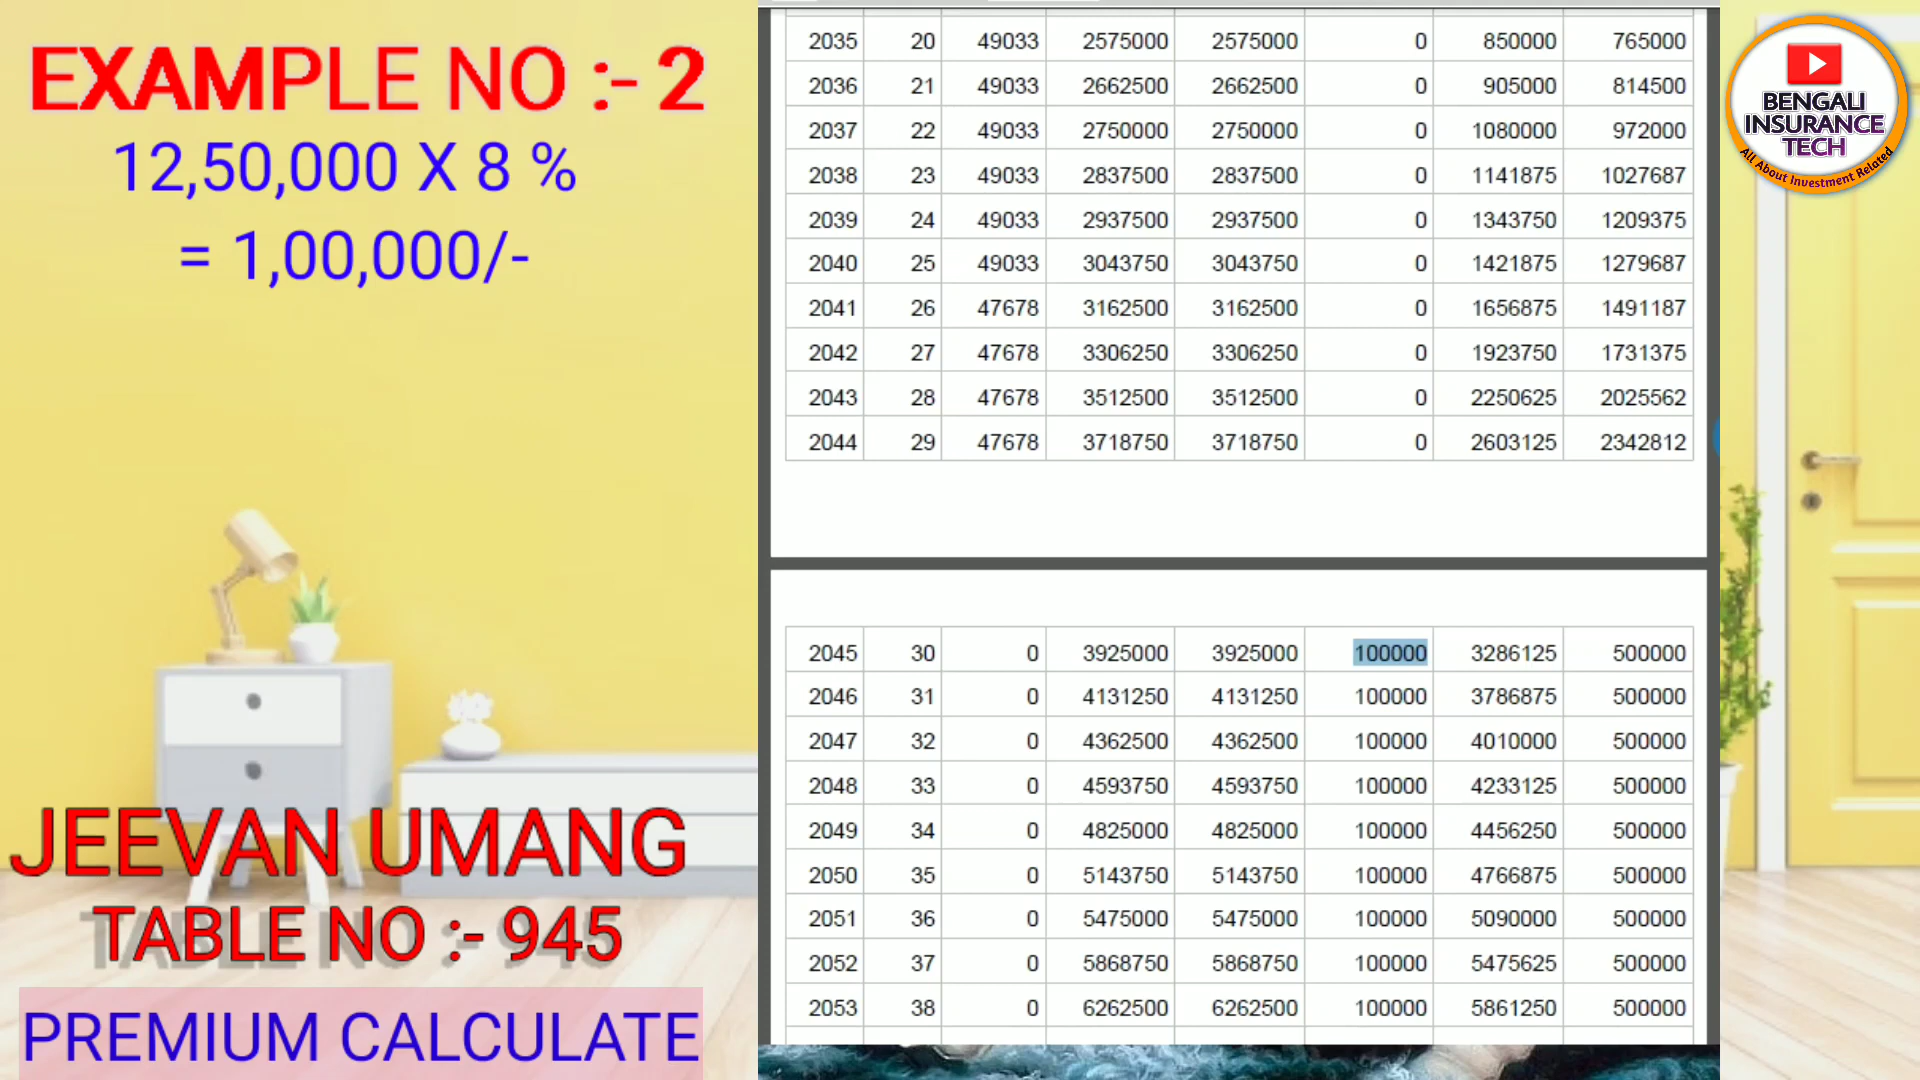 EXAMPLE NO :- 2
12,50,000 X 8 %
= 1,00,000/-
JEEVAN UMANG
TABLE NO :- 945
PREMIUM CALCULATE
2035 20 49033 2575000 2575000 0 850000 765000
2036 21 49033 2662500 2662500 0 905000 814500
2037 22 49033 2750000 2750000 0 1080000 972000
2038 23 49033 2837500 2837500 0 1141875 1027687
2039 24 49033 2937500 2937500 0 1343750 1209375
2040 25 49033 3043750 3043750 0 1421875 1279687
2041 26 47678 3162500 3162500 0 1656875 1491187
2042 27 47678 3306250 3306250 0 1923750 1731375
2043 28 47678 3512500 3512500 0 2250625 2025562
2044 29 47678 3718750 3718750 0 2603125 2342812
2045 30 0 3925000 3925000 100000 3286125 500000
2046 31 0 4131250 4131250 100000 3786875 500000
2047 32 0 4362500 4362500 100000 4010000 500000
2048 33 0 4593750 4593750 100000 4233125 500000
2049 34 0 4825000 4825000 100000 4456250 500000
2050 35 0 5143750 5143750 100000 4766875 500000
2051 36 0 5475000 5475000 100000 5090000 500000
2052 37 0 5868750 5868750 100000 5475625 500000
2053 38 0 6262500 6262500 100000 5861250 500000
BENGALI
INSURANCE
TECH
All About Investment Related